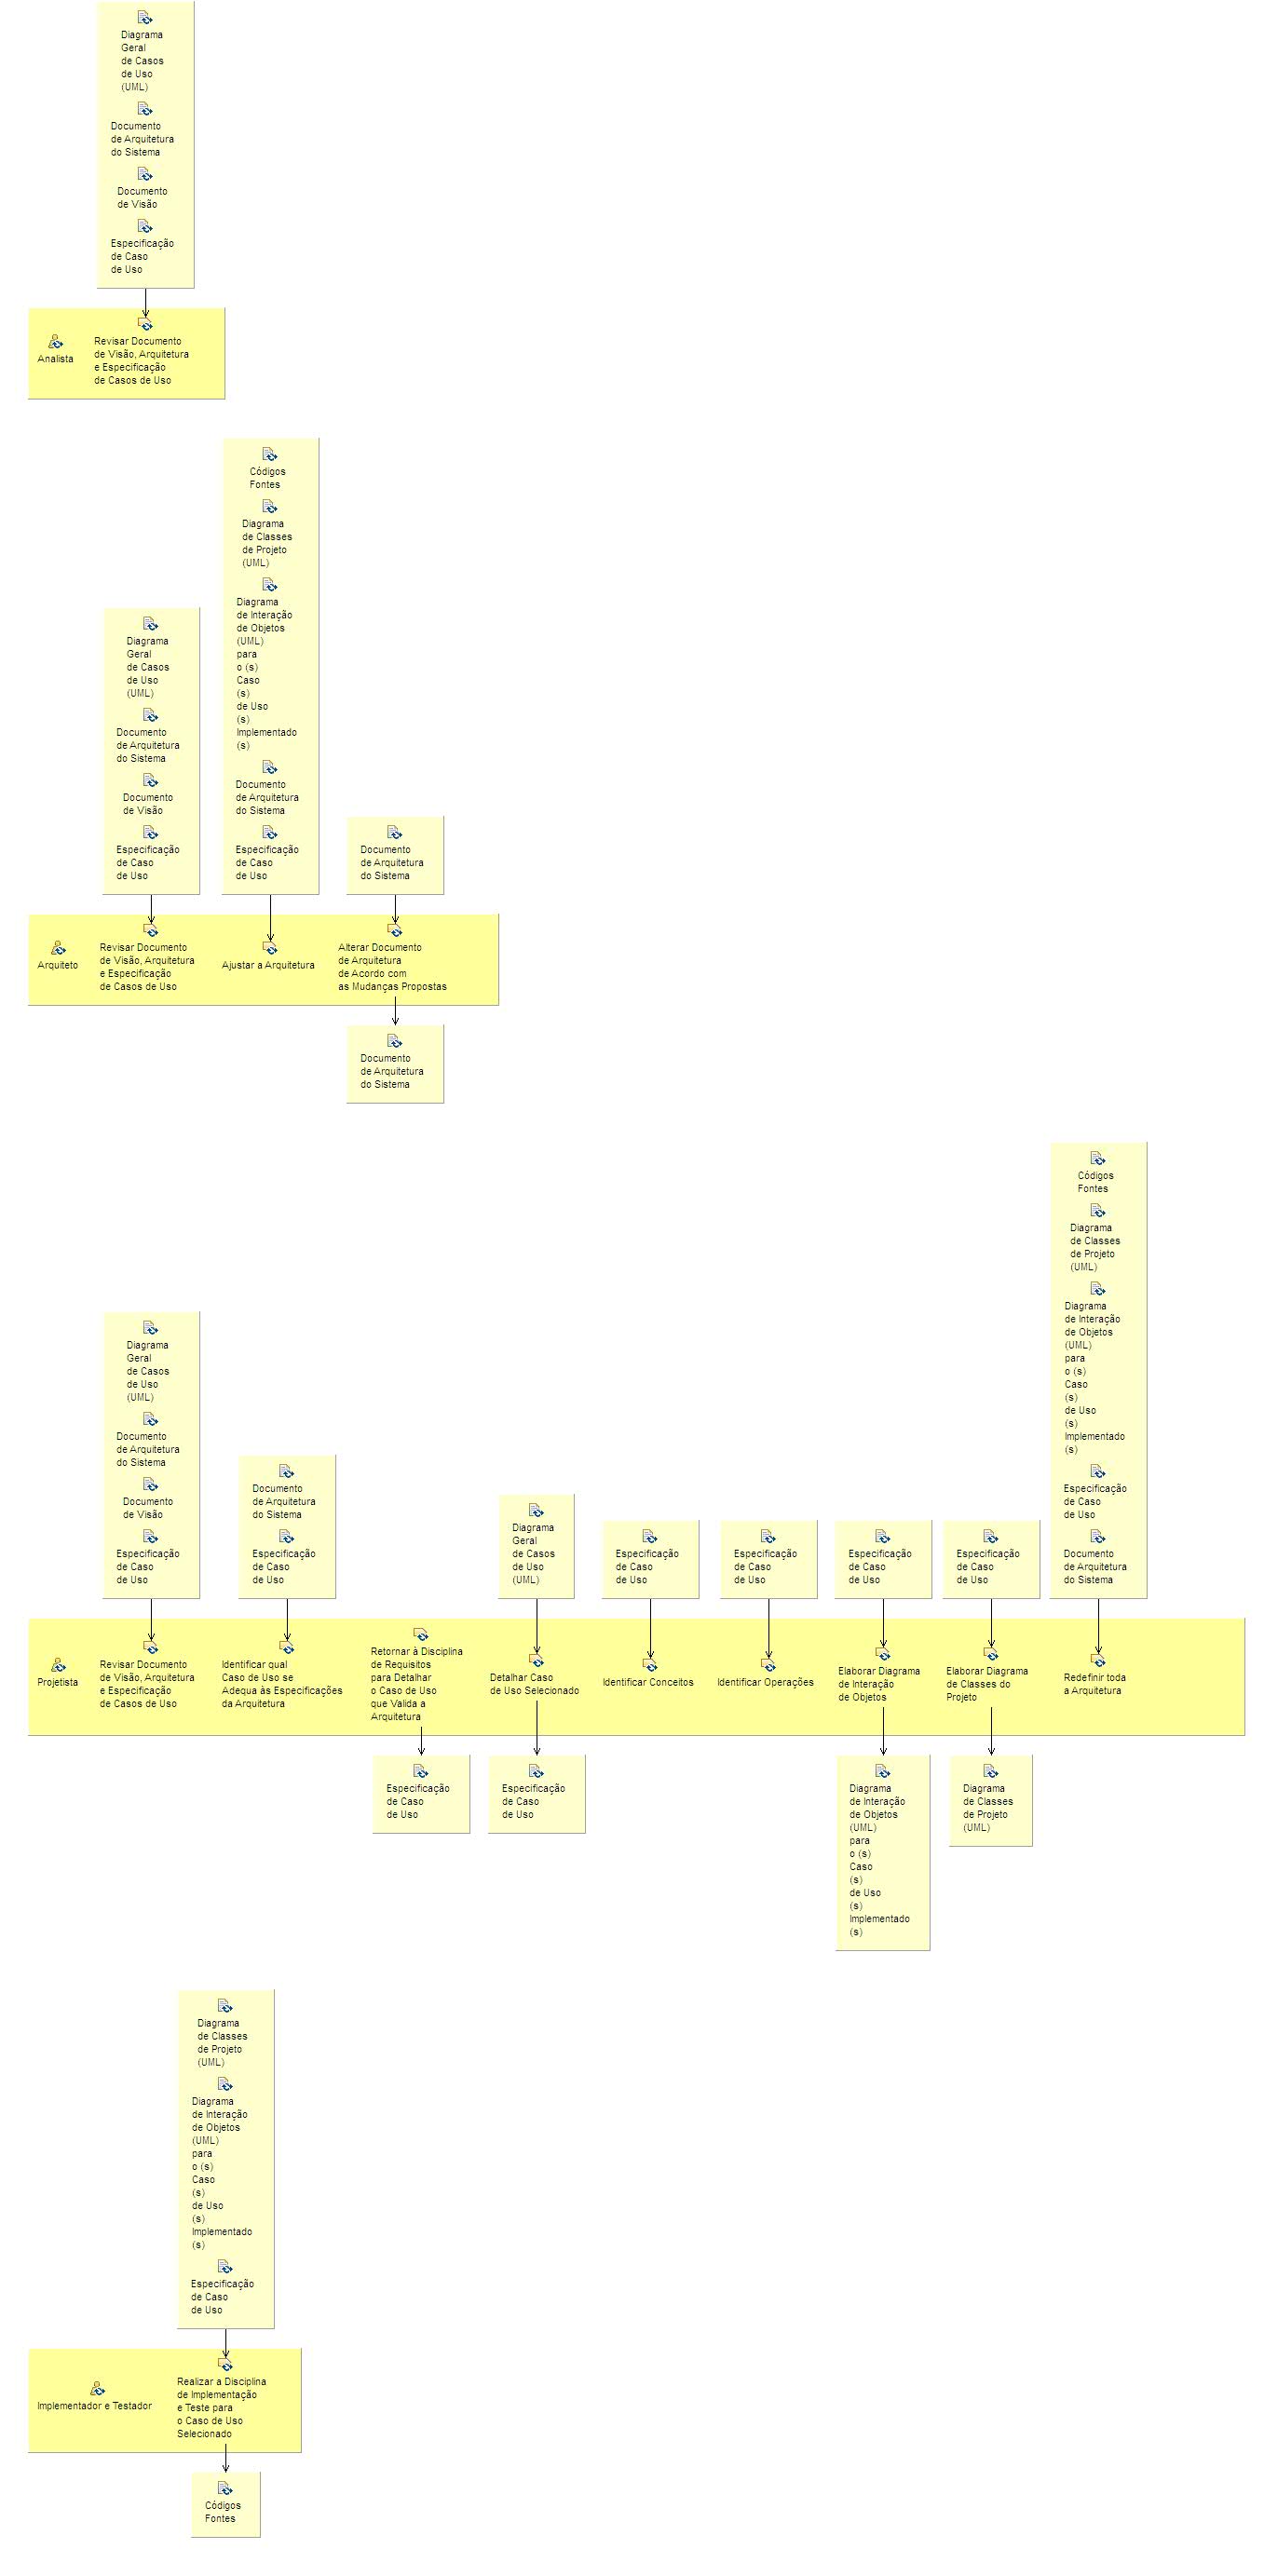 Diagrama
Geral
de Casos
de Uso
(UML)
Documento
de Arquitetura
do Sistema
Documento
de Visão
Especificação
de Caso
de Uso
Analista
Revisar Documento
de Visão, Arquitetura
e Especificação
de Casos de Uso
Diagrama
Geral
de Casos
de Uso
(UML)
Documento
de Arquitetura
do Sistema
Documento
de Visão
Especificação
de Caso
de Uso
Códigos
Fontes
Diagrama
de Classes
de Projeto
(UML)
Diagrama
de Interação
de Objetos
(UML)
para
o (s)
Caso
(s)
de Uso
(s)
Implementado
(s)
Documento
de Arquitetura
do Sistema
Especificação
de Caso
de Uso
Documento
de Arquitetura
do Sistema
Arquiteto
Revisar Documento
de Visão, Arquitetura
e Especificação
de Casos de Uso
Ajustar a Arquitetura
Alterar Documento
de Arquitetura
de Acordo com
as Mudanças Propostas
Documento
de Arquitetura
do Sistema
Diagrama
Geral
de Casos
de Uso
(UML)
Documento
de Arquitetura
do Sistema
Documento
de Visão
Especificação
de Caso
de Uso
Documento
de Arquitetura
do Sistema
Especificação
de Caso
de Uso
Diagrama
Geral
de Casos
de Uso
(UML)
Especificação
de Caso
de Uso
Especificação
de Caso
de Uso
Especificação
de Caso
de Uso
Especificação
de Caso
de Uso
Códigos
Fontes
Diagrama
de Classes
de Projeto
(UML)
Diagrama
de Interação
de Objetos
(UML)
para
o (s)
Caso
(s)
de Uso
(s)
Implementado
(s)
Especificação
de Caso
de Uso
Documento
de Arquitetura
do Sistema
Projetista
Revisar Documento
de Visão, Arquitetura
e Especificação
de Casos de Uso
Identificar qual
Caso de Uso se
Adequa às Especificações
da Arquitetura
Retornar à Disciplina
de Requisitos
para Detalhar
o Caso de Uso
que Valida a
Arquitetura
Detalhar Caso
de Uso Selecionado
Identificar Conceitos
Identificar Operações
Elaborar Diagrama
de Interação
de Objetos
Elaborar Diagrama
de Classes do
Projeto
Redefinir toda
a Arquitetura
Especificação
de Caso
de Uso
Especificação
de Caso
de Uso
Diagrama
de Interação
de Objetos
(UML)
para
o (s)
Caso
(s)
de Uso
(s)
Implementado
(s)
Diagrama
de Classes
de Projeto
(UML)
Diagrama
de Classes
de Projeto
(UML)
Diagrama
de Interação
de Objetos
(UML)
para
o (s)
Caso
(s)
de Uso
(s)
Implementado
(s)
Especificação
de Caso
de Uso
Implementador e Testador
Realizar a Disciplina
de Implementação
e Teste para
o Caso de Uso
Selecionado
Códigos
Fontes